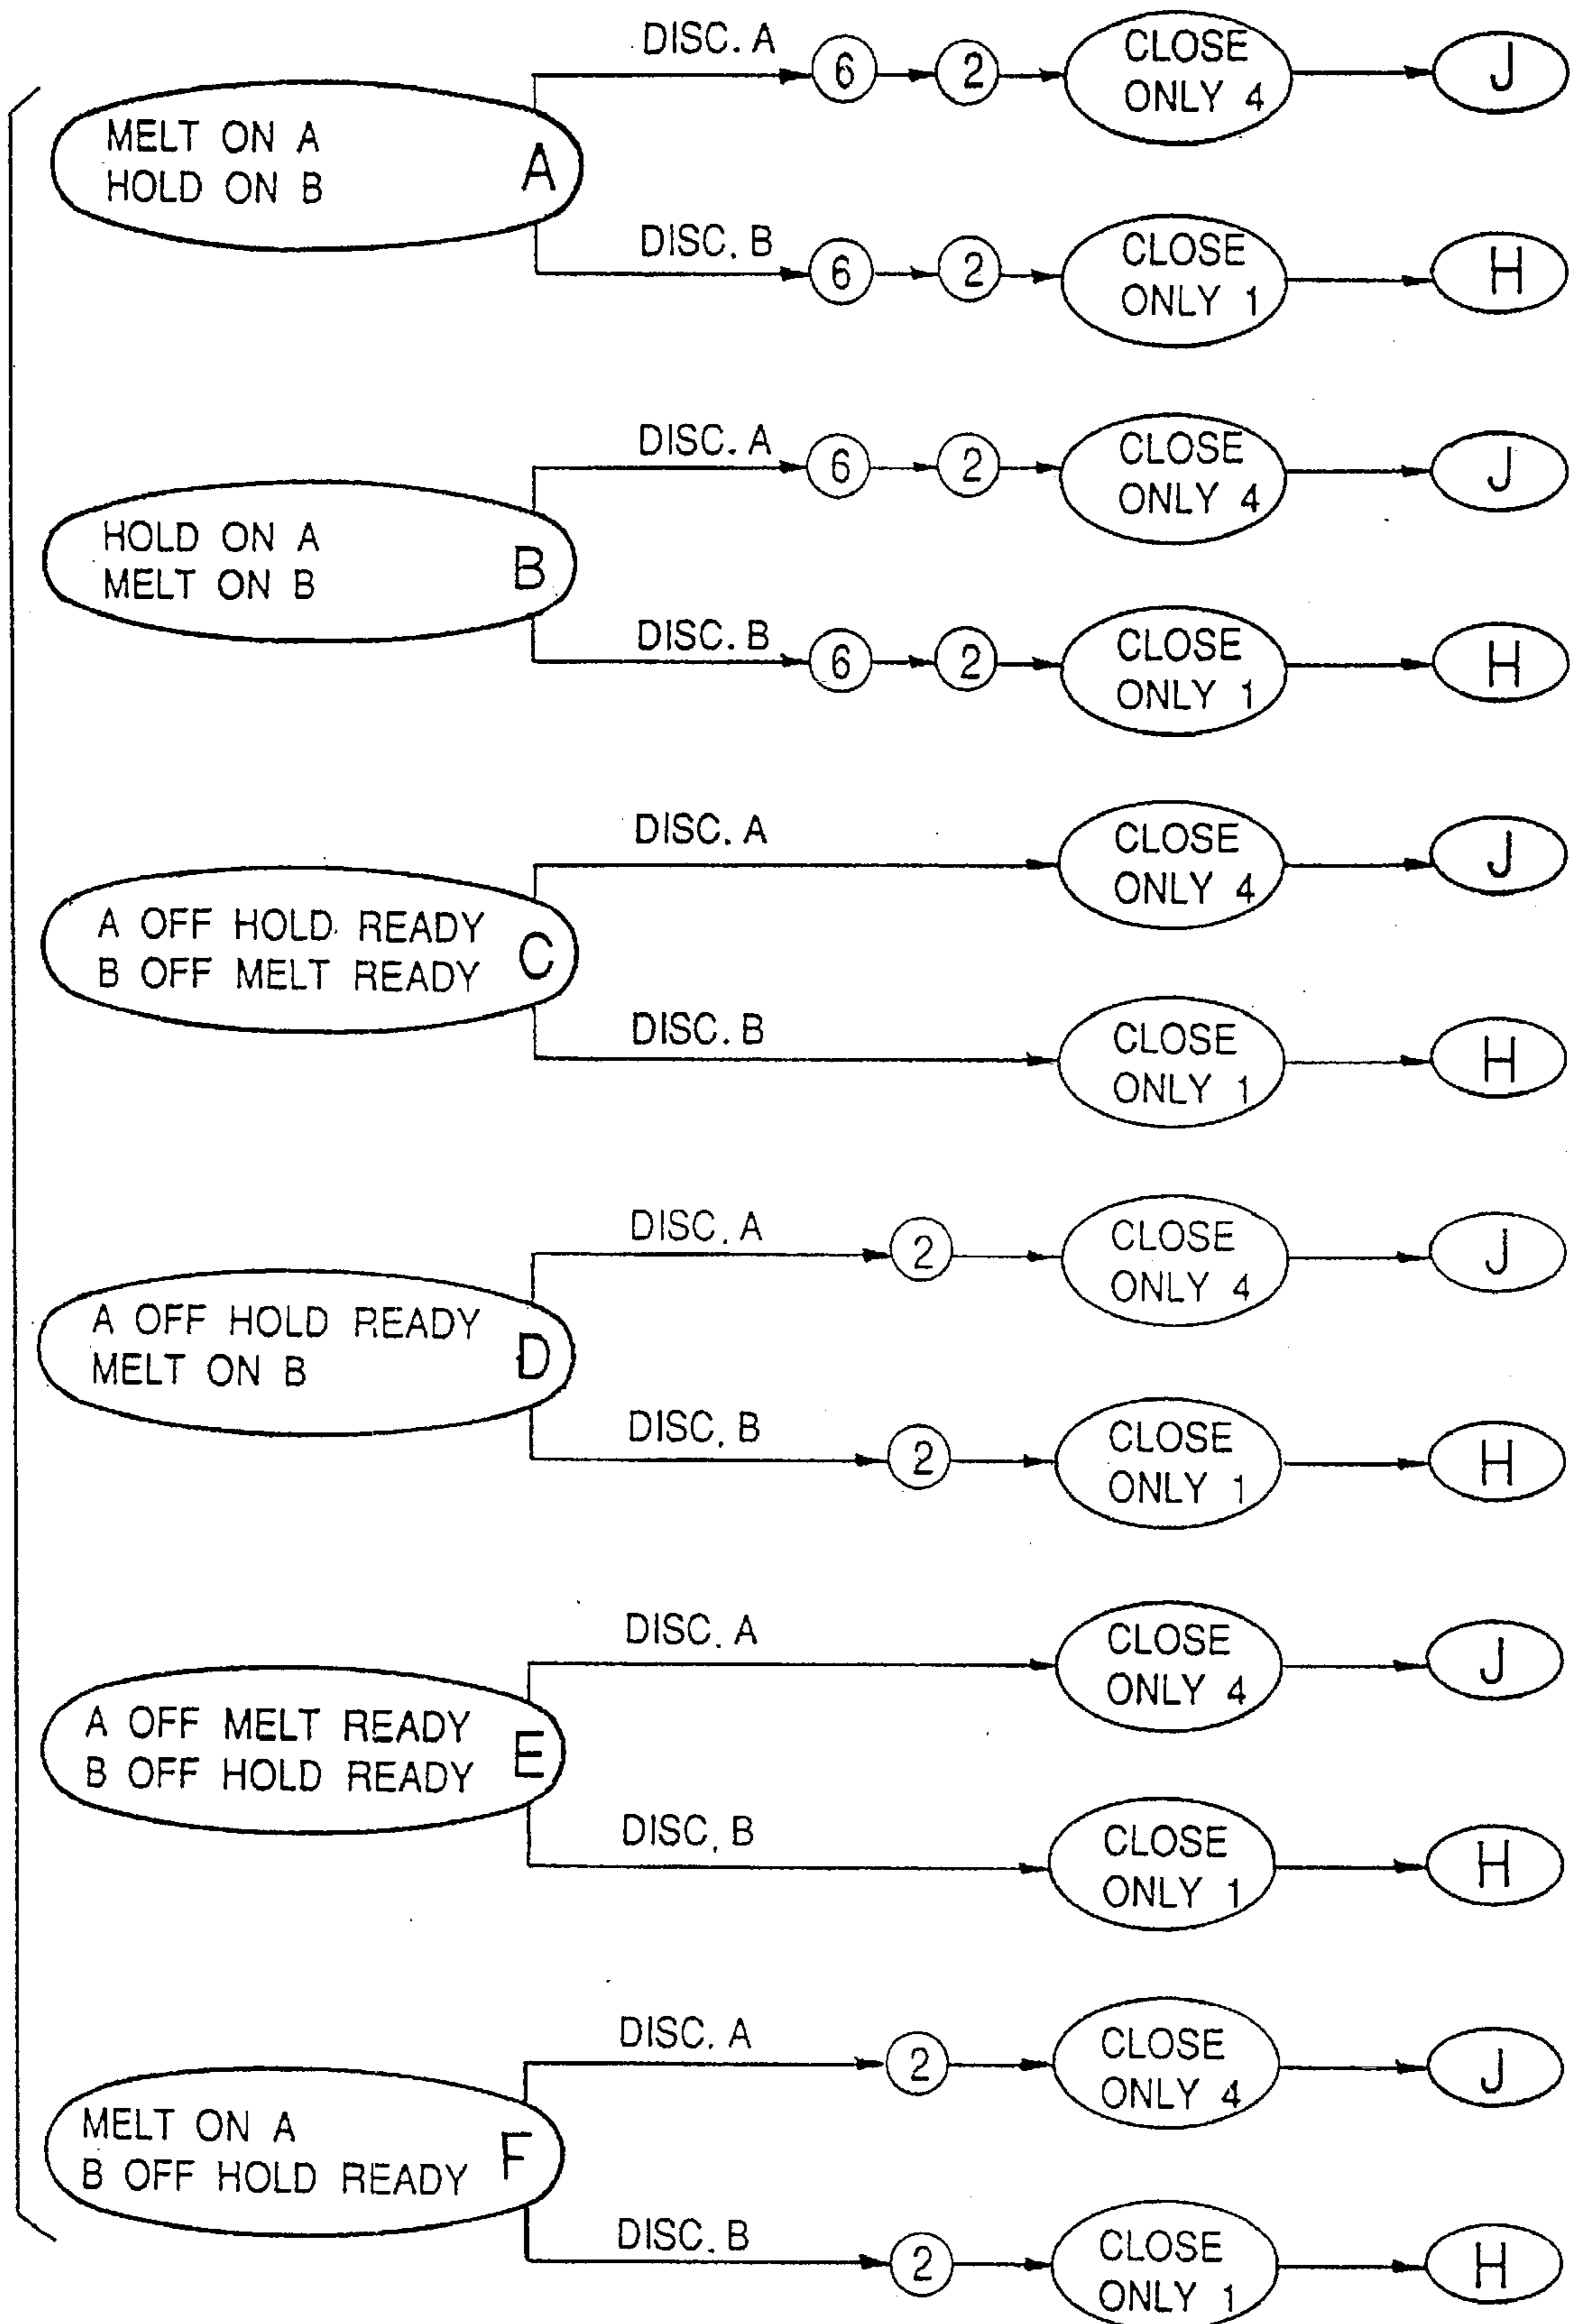 DISC. A
6
2
CLOSE
ONLY 4
J
MELT ON A
HOLD ON B
A
DISC. B
6
2
CLOSE
ONLY 1
H
DISC. A
6
2
CLOSE
ONLY 4
J
HOLD ON A
MELT ON B
B
DISC. B
6
2
CLOSE
ONLY 1
H
DISC. A
CLOSE
ONLY 4
J
A OFF HOLD READY
B OFF MELT READY
C
DISC. B
CLOSE
ONLY 1
H
DISC. A
2
CLOSE
ONLY 4
J
A OFF HOLD READY
MELT ON B
D
DISC. B
2
CLOSE
ONLY 1
H
DISC. A
CLOSE
ONLY 4
J
A OFF MELT READY
B OFF HOLD READY
E
DISC. B
CLOSE
ONLY 1
H
DISC. A
2
CLOSE
ONLY 4
J
MELT ON A
B OFF HOLD READY
F
DISC. B
2
CLOSE
ONLY 1
H